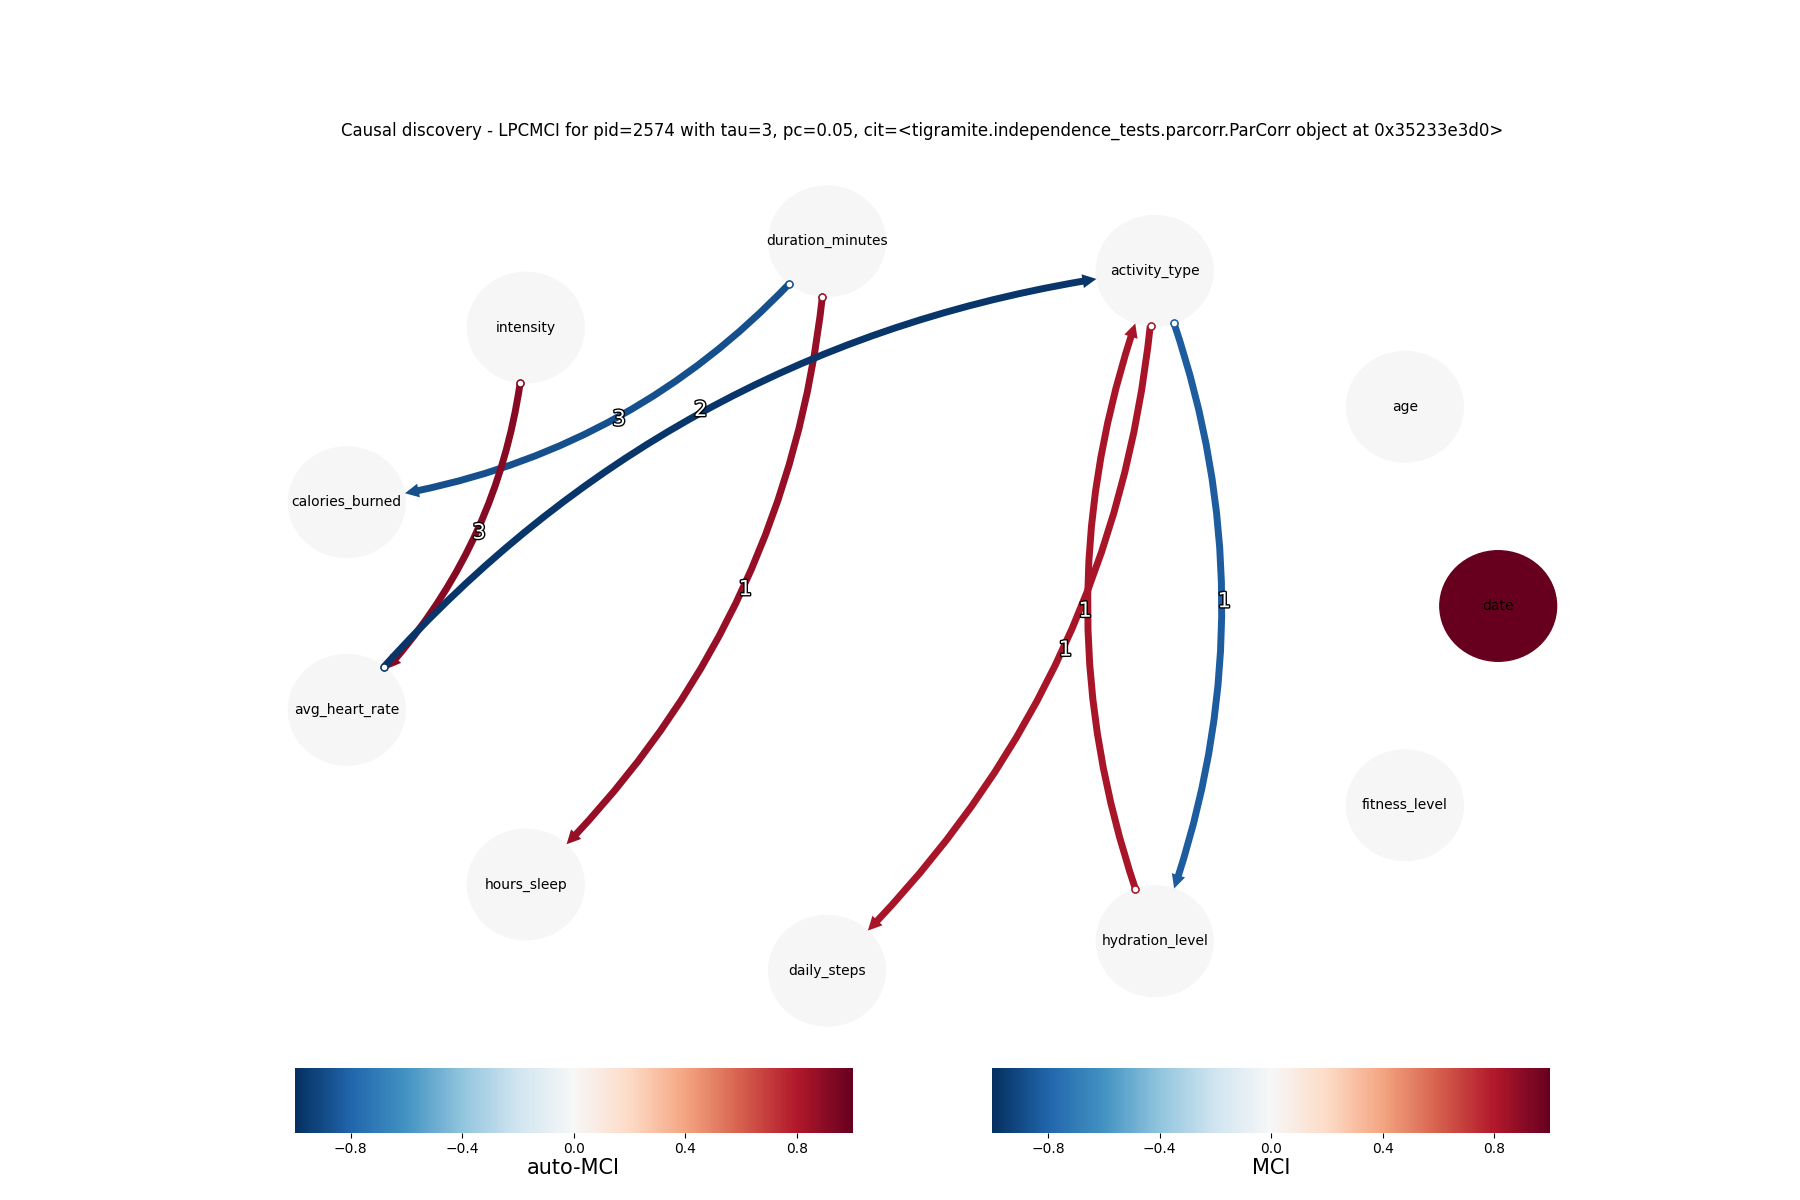 Causal discovery - LPCMCI for pid=2574 with tau=3, pc=0.05, cit=<tigramite.independence_tests.parcorr.ParCorr object at 0x35233e3d0>
duration_minutes
activity_type
intensity
age
3
2
calories_burned
3
1
1
date
1
1
avg_heart_rate
fitness_level
hours_sleep
hydration_level
daily_steps
−0.8 −0.4 0.0 0.4 0.8
auto-MCI
−0.8 −0.4 0.0 0.4 0.8
MCI